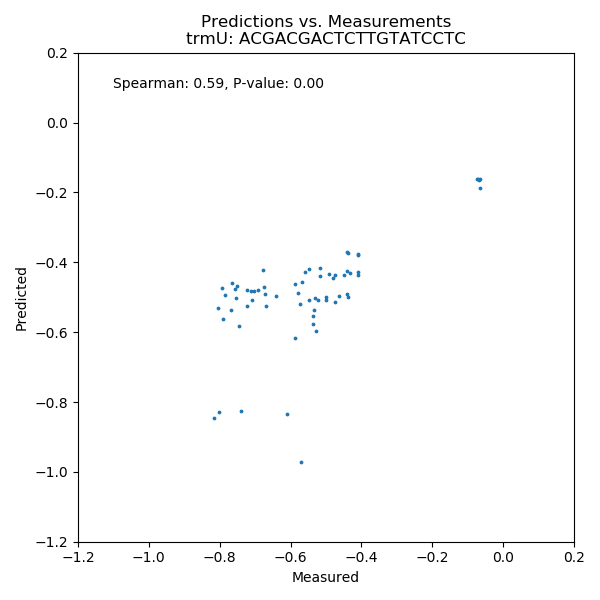 Predictions vs. Measurements
trmU: ACGACGACTCTTGTATCCTC
Spearman: 0.59, P-value: 0.00
0.2
0.0
−0.2
−0.4
−0.6
−0.8
−1.0
−1.2
Predicted
−1.2 −1.0 −0.8 −0.6 −0.4 −0.2 0.0 0.2
Measured